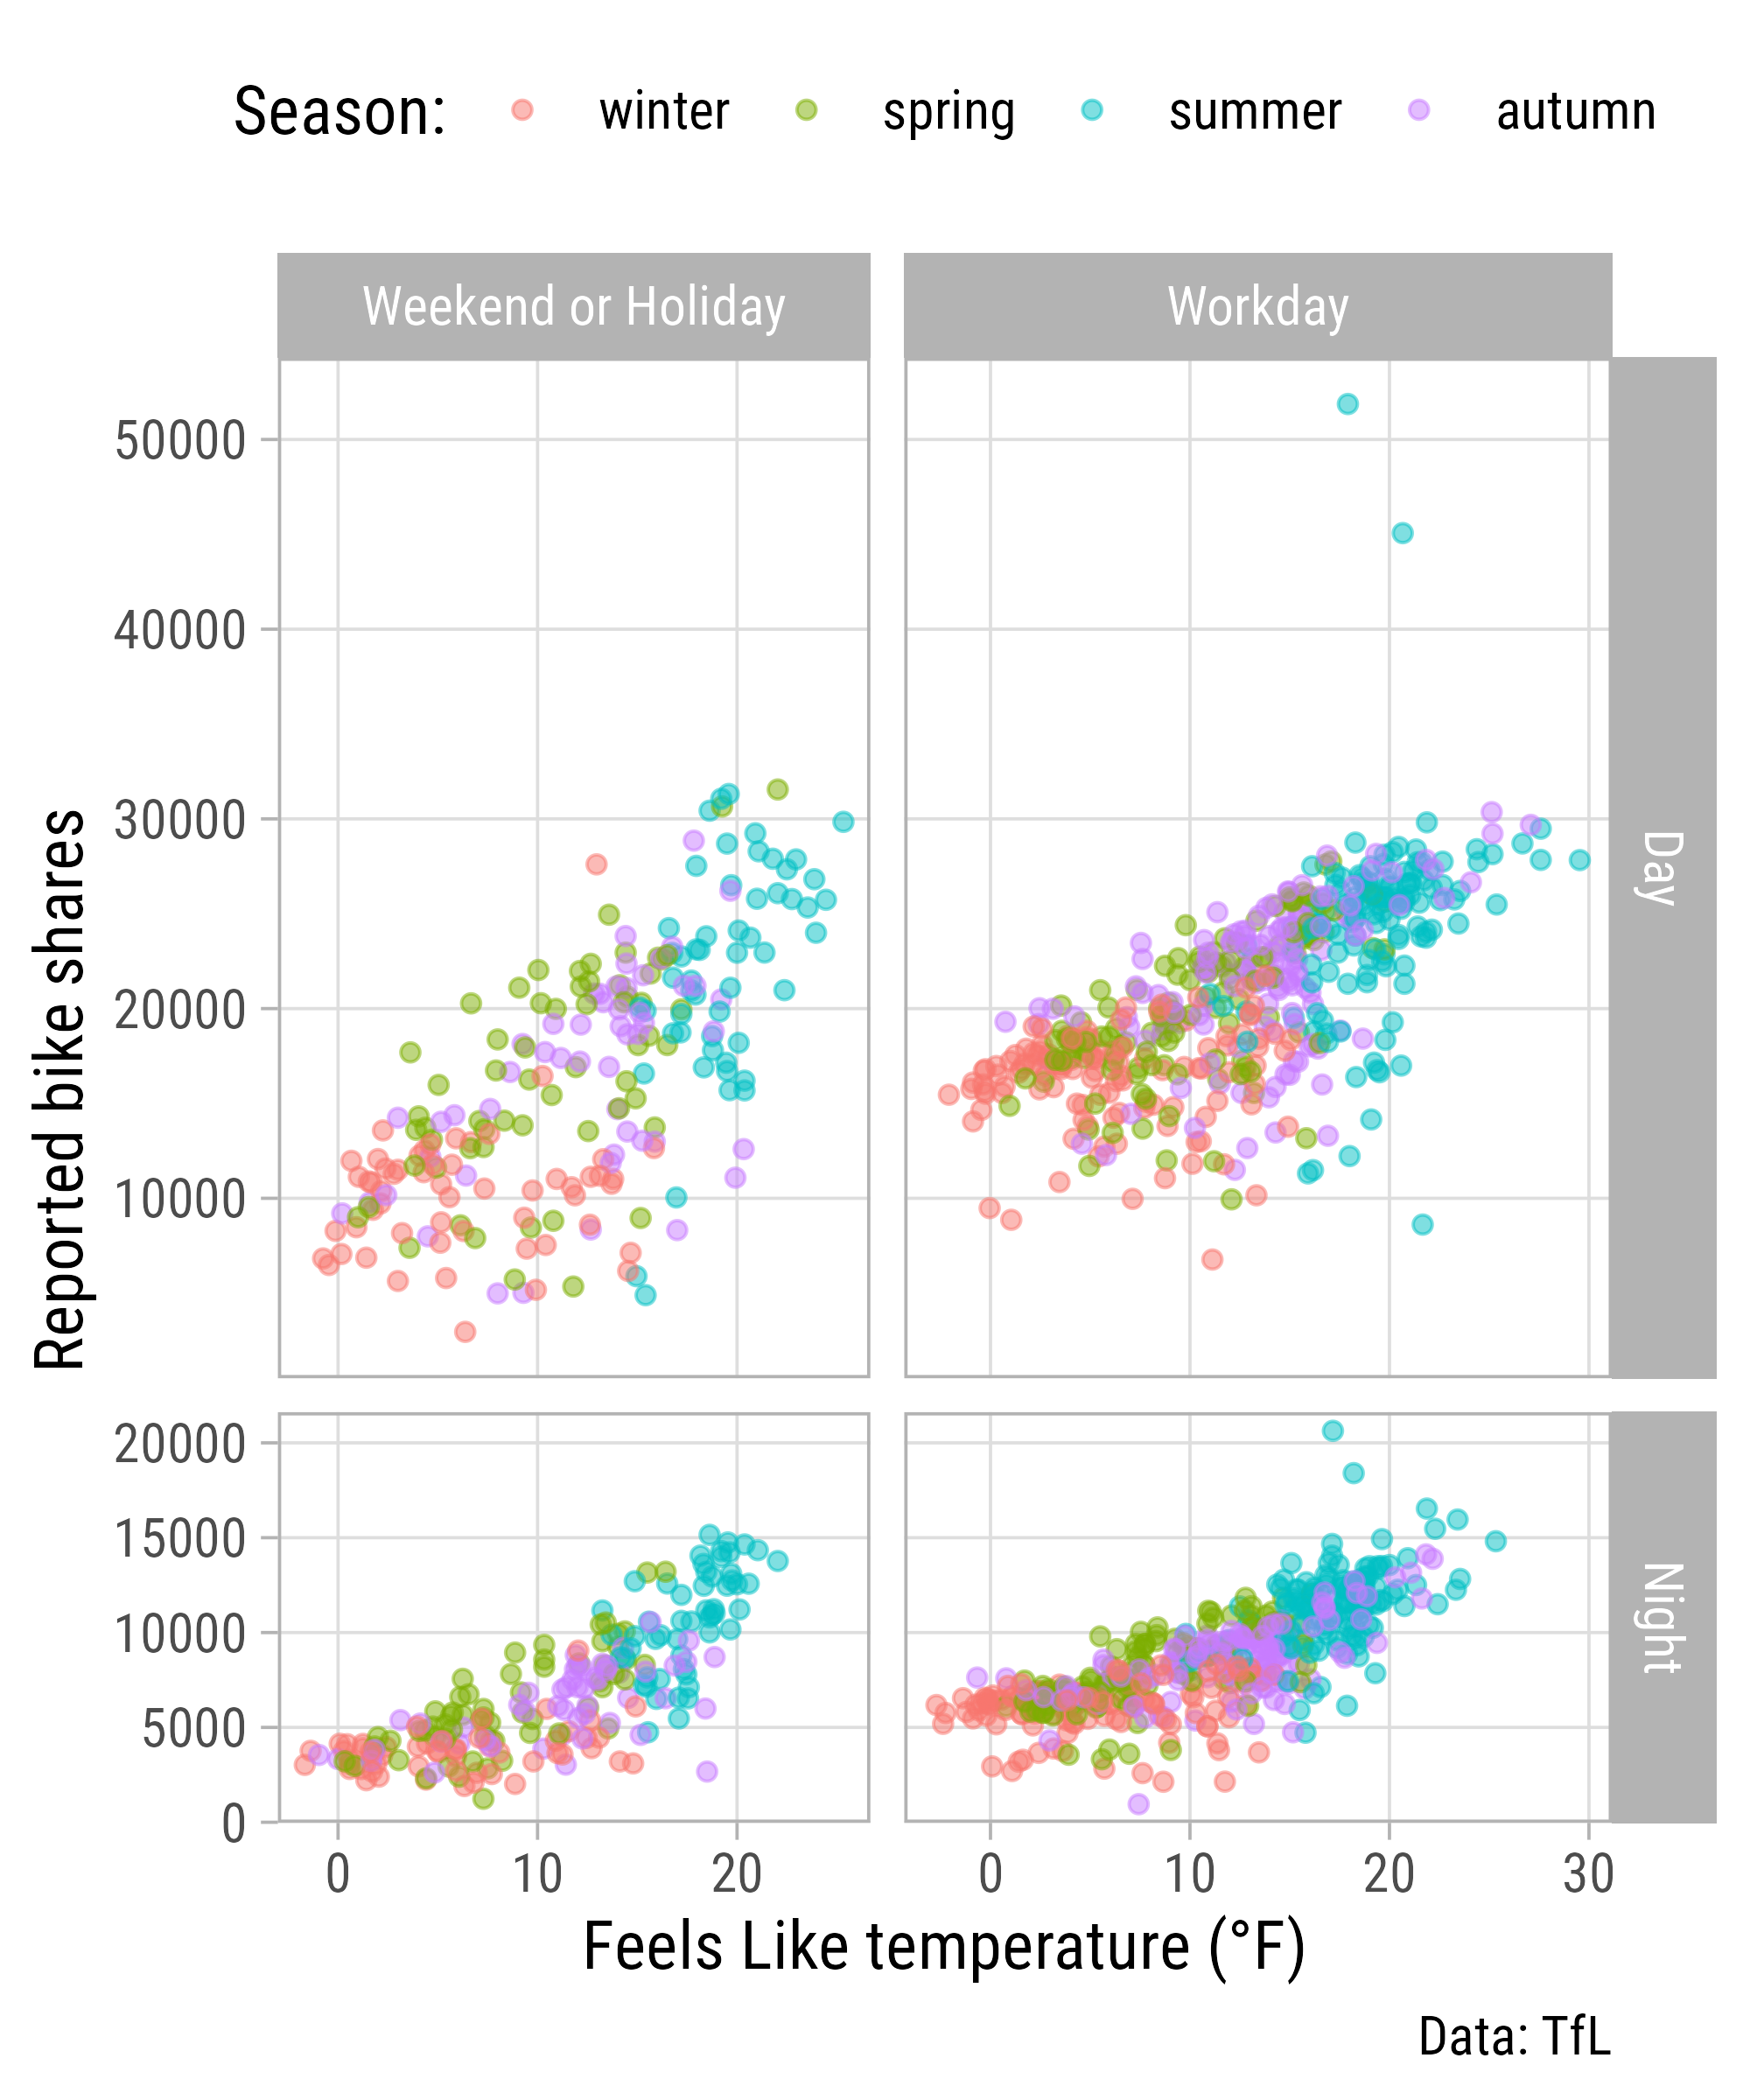 Season: winter spring summer autumn
Weekend or Holiday Workday
Reported bike shares
50000
40000
30000
20000
10000
Day
20000
15000
10000
5000
0
Night
0 10 20 0 10 20 30
Feels Like temperature (°F)
Data: TfL